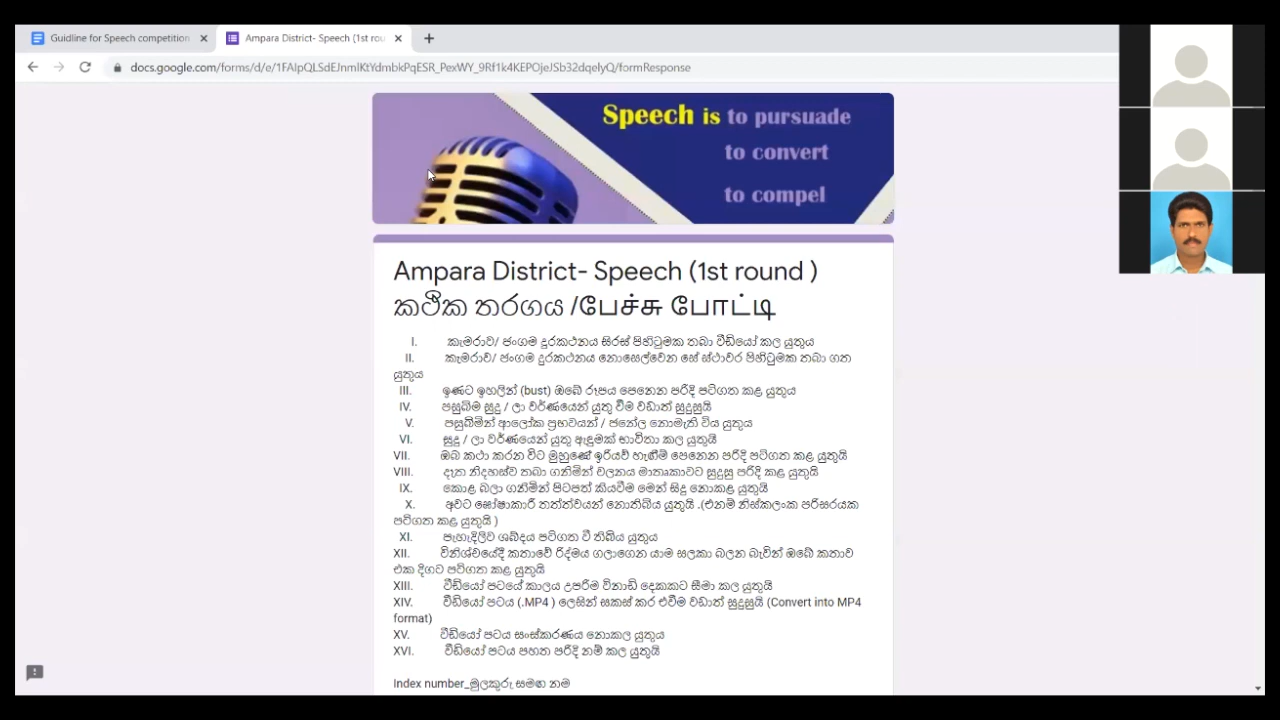 Guidline for Speech competition
Ampara District- Speech (1st rou
docs.google.com/forms/d/e/1FAIpQLSdEJnmlKtYdmbkPqESR_PexWY_9Rf1k4KEPOjeJSb32dqelyQ/formResponse
Speech is to pursuade
to convert
to compel
Ampara District- Speech (1st round )
කථික තරගය /பேச்சு போட்டி
I. කැමරාව/ ජංගම දුරකථනය සිරස් පිහිටුමක තබා වීඩියෝ කල යුතුය
II. කැමරාව/ ජංගම දුරකථනය නොසෙල්වෙන සේ ස්ථාවර පිහිටුමක තබා ගත
යුතුය
III. ඉණට ඉහලින් (bust) ඔබේ රූපය පෙනෙන පරිදි පටිගත කළ යුතුය
IV. පසුබිම සුදු / ලා වර්ණයෙන් යුතු වීම වඩාත් සුදුසුයි
V. පසුබිමින් ආලෝක ප්‍රභවයන් / ජනේල නොමැති විය යුතුය
VI. සුදු / ලා වර්ණයෙන් යුතු ඇඳුමක් භාවිතා කල යුතුයි
VII. ඔබ කථා කරන විට මුහුණේ ඉරියව් හැඟීම් පෙනෙන පරිදි පටිගත කළ යුතුයි
VIII. දෑත නිදහස්ව තබා ගනිමින් චලනය මාතෘකාවට සුදුසු පරිදි කළ යුතුයි
IX. කොළ බලා ගනිමින් පිටපත් කියවීම මෙන් සිදු නොකළ යුතුයි
X. අවට ඝෝෂාකාරී තත්ත්වයන් නොතිබිය යුතුයි .(එනම් නිස්කලංක පරිසරයක
පටිගත කළ යුතුයි )
XI. පැහැදිලිව ශබ්දය පටිගත වී තිබිය යුතුය
XII. විනිශ්චයේදී කතාවේ රිද්මය ගලාගෙන යාම සලකා බලන බැවින් ඔබේ කතාව
එක දිගට පටිගත කළ යුතුයි
XIII. වීඩියෝ පටයේ කාලය උපරිම විනාඩි දෙකකට සීමා කල යුතුයි
XIV. වීඩියෝ පටය (.MP4 ) ලෙසින් සකස් කර එවීම වඩාත් සුදුසුයි (Convert into MP4
format)
XV. වීඩියෝ පටය සංස්කරණය නොකල යුතුය
XVI. වීඩියෝ පටය පහත පරිදි නම් කල යුතුයි
Index number_මුලකුරු සමඟ නම